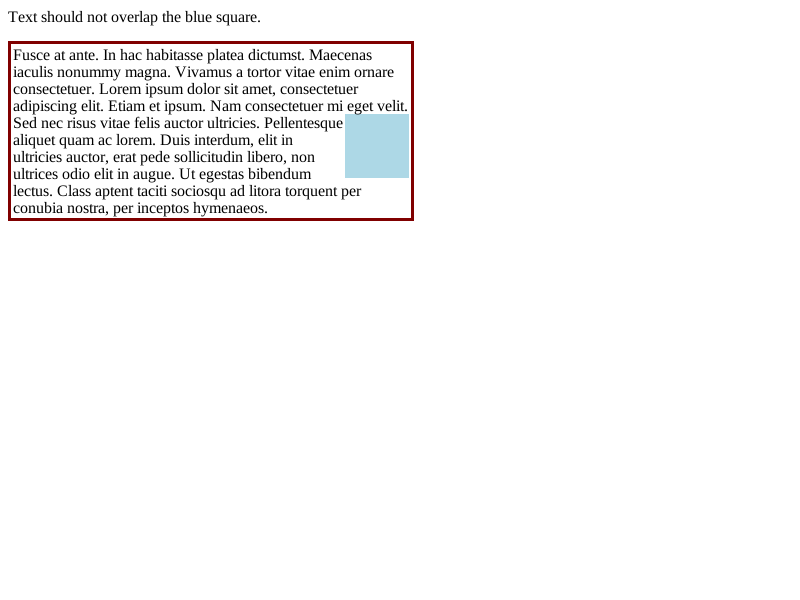 Text should not overlap the blue square.
Fusce at ante. In hac habitasse platea dictumst. Maecenas
iaculis nonummy magna. Vivamus a tortor vitae enim ornare
consectetuer. Lorem ipsum dolor sit amet, consectetuer
adipiscing elit. Etiam et ipsum. Nam consectetuer mi eget velit.
Sed nec risus vitae felis auctor ultricies. Pellentesque
aliquet quam ac lorem. Duis interdum, elit in
ultricies auctor, erat pede sollicitudin libero, non
ultrices odio elit in augue. Ut egestas bibendum
lectus. Class aptent taciti sociosqu ad litora torquent per
conubia nostra, per inceptos hymenaeos.